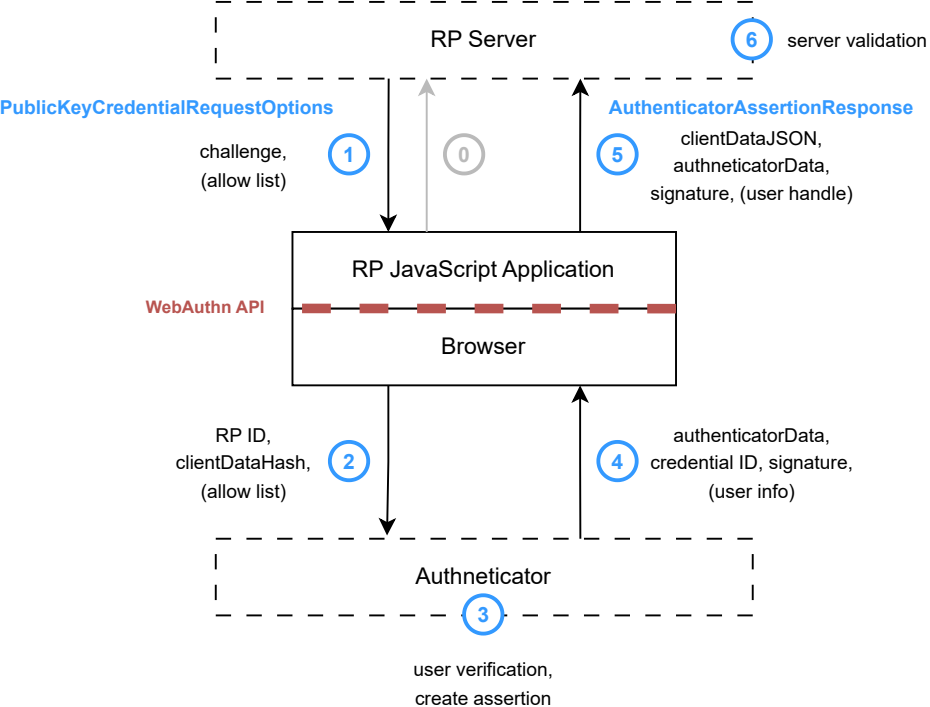 RP Server
6
server validation
PublicKeyCredentialRequestOptions
challenge,
(allow list)
1
0
AuthenticatorAssertionResponse
5
clientDataJSON,
authneticatorData,
signature, (user handle)
RP JavaScript Application
WebAuthn API
Browser
RP ID,
clientDataHash,
(allow list)
2
4
authenticatorData,
credential ID, signature,
(user info)
Authneticator
3
user verification,
create assertion